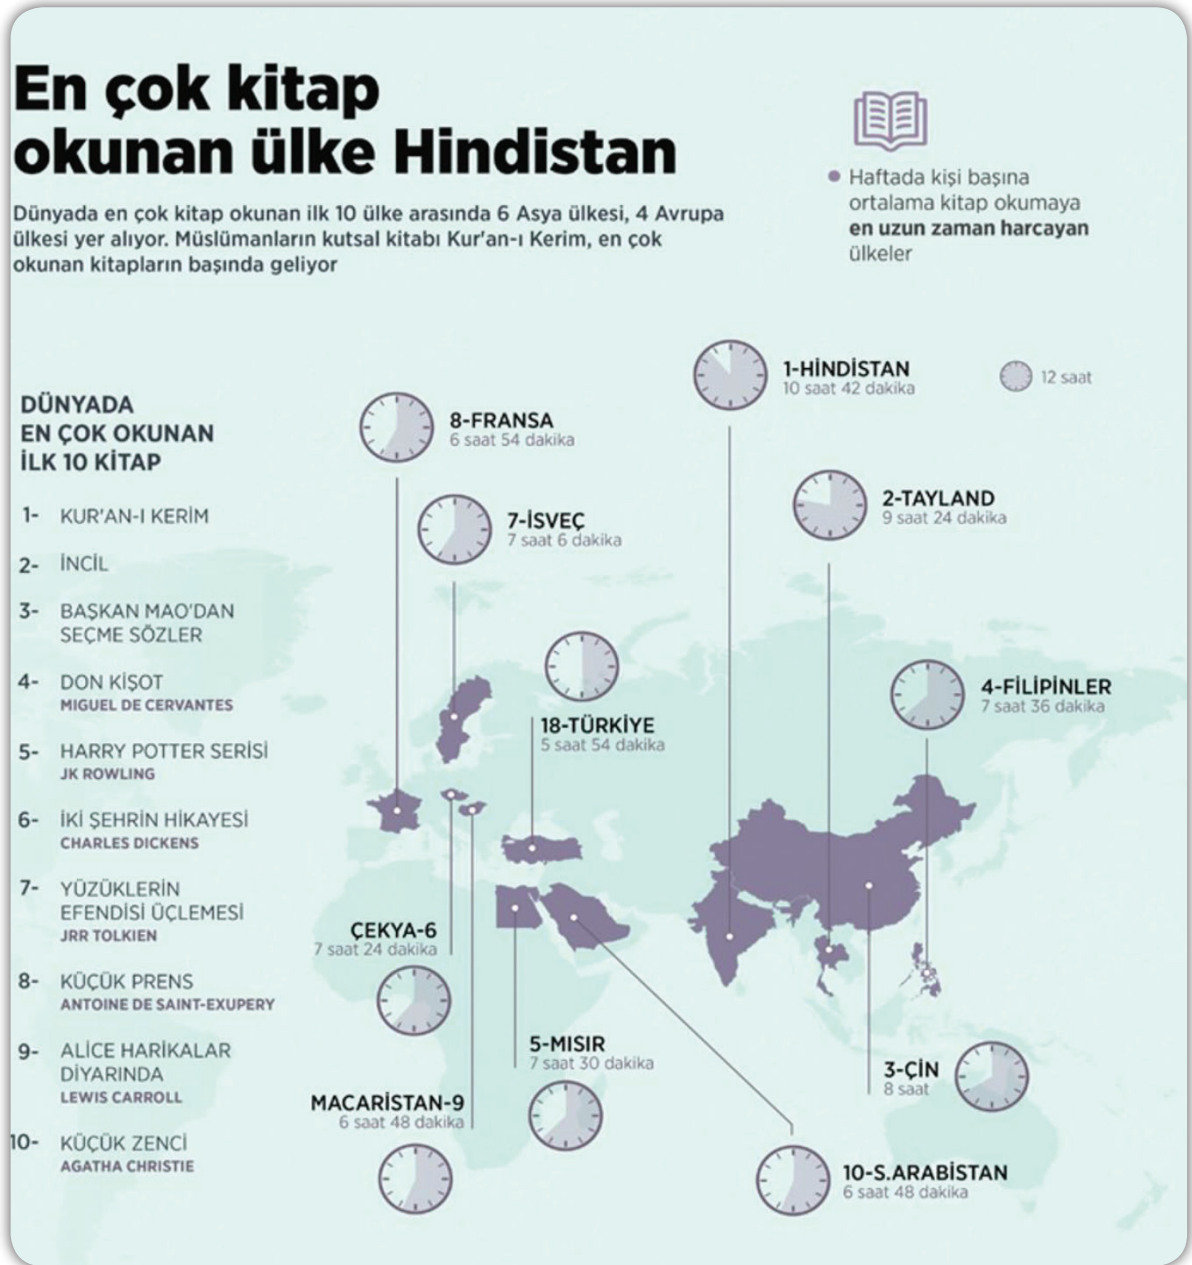 En çok kitap
okunan ülke Hindistan
Dünyada en çok kitap okunan ilk 10 ülke arasında 6 Asya ülkesi, 4 Avrupa
ülkesi yer alıyor. Müslümanların kutsal kitabı Kur'an-ı Kerim, en çok
okunan kitapların başında geliyor
Haftada kişi başına
ortalama kitap okumaya
en uzun zaman harcayan
ülkeler
12 saat
DÜNYADA
EN ÇOK OKUNAN
İLK 10 KİTAP
1- KUR'AN-I KERİM
2- İNCİL
3- BAŞKAN MAO'DAN
SEÇME SÖZLER
4- DON KİŞOT
MIGUEL DE CERVANTES
5- HARRY POTTER SERİSİ
JK ROWLING
6- İKİ ŞEHRİN HİKAYESİ
CHARLES DICKENS
7- YÜZÜKLERİN
EFENDİSİ ÜÇLEMESİ
JRR TOLKIEN
8- KÜÇÜK PRENS
ANTOINE DE SAINT-EXUPERY
9- ALİCE HARİKALAR
DİYARINDA
LEWIS CARROLL
10- KÜÇÜK ZENCİ
AGATHA CHRISTIE
1-HİNDİSTAN
10 saat 42 dakika
8-FRANSA
6 saat 54 dakika
2-TAYLAND
9 saat 24 dakika
7-İSVEÇ
7 saat 6 dakika
4-FİLİPİNLER
7 saat 36 dakika
18-TÜRKİYE
5 saat 54 dakika
ÇEKYA-6
7 saat 24 dakika
5-MISIR
7 saat 30 dakika
3-ÇİN
8 saat
MACARİSTAN-9
6 saat 48 dakika
10-S.ARABİSTAN
6 saat 48 dakika